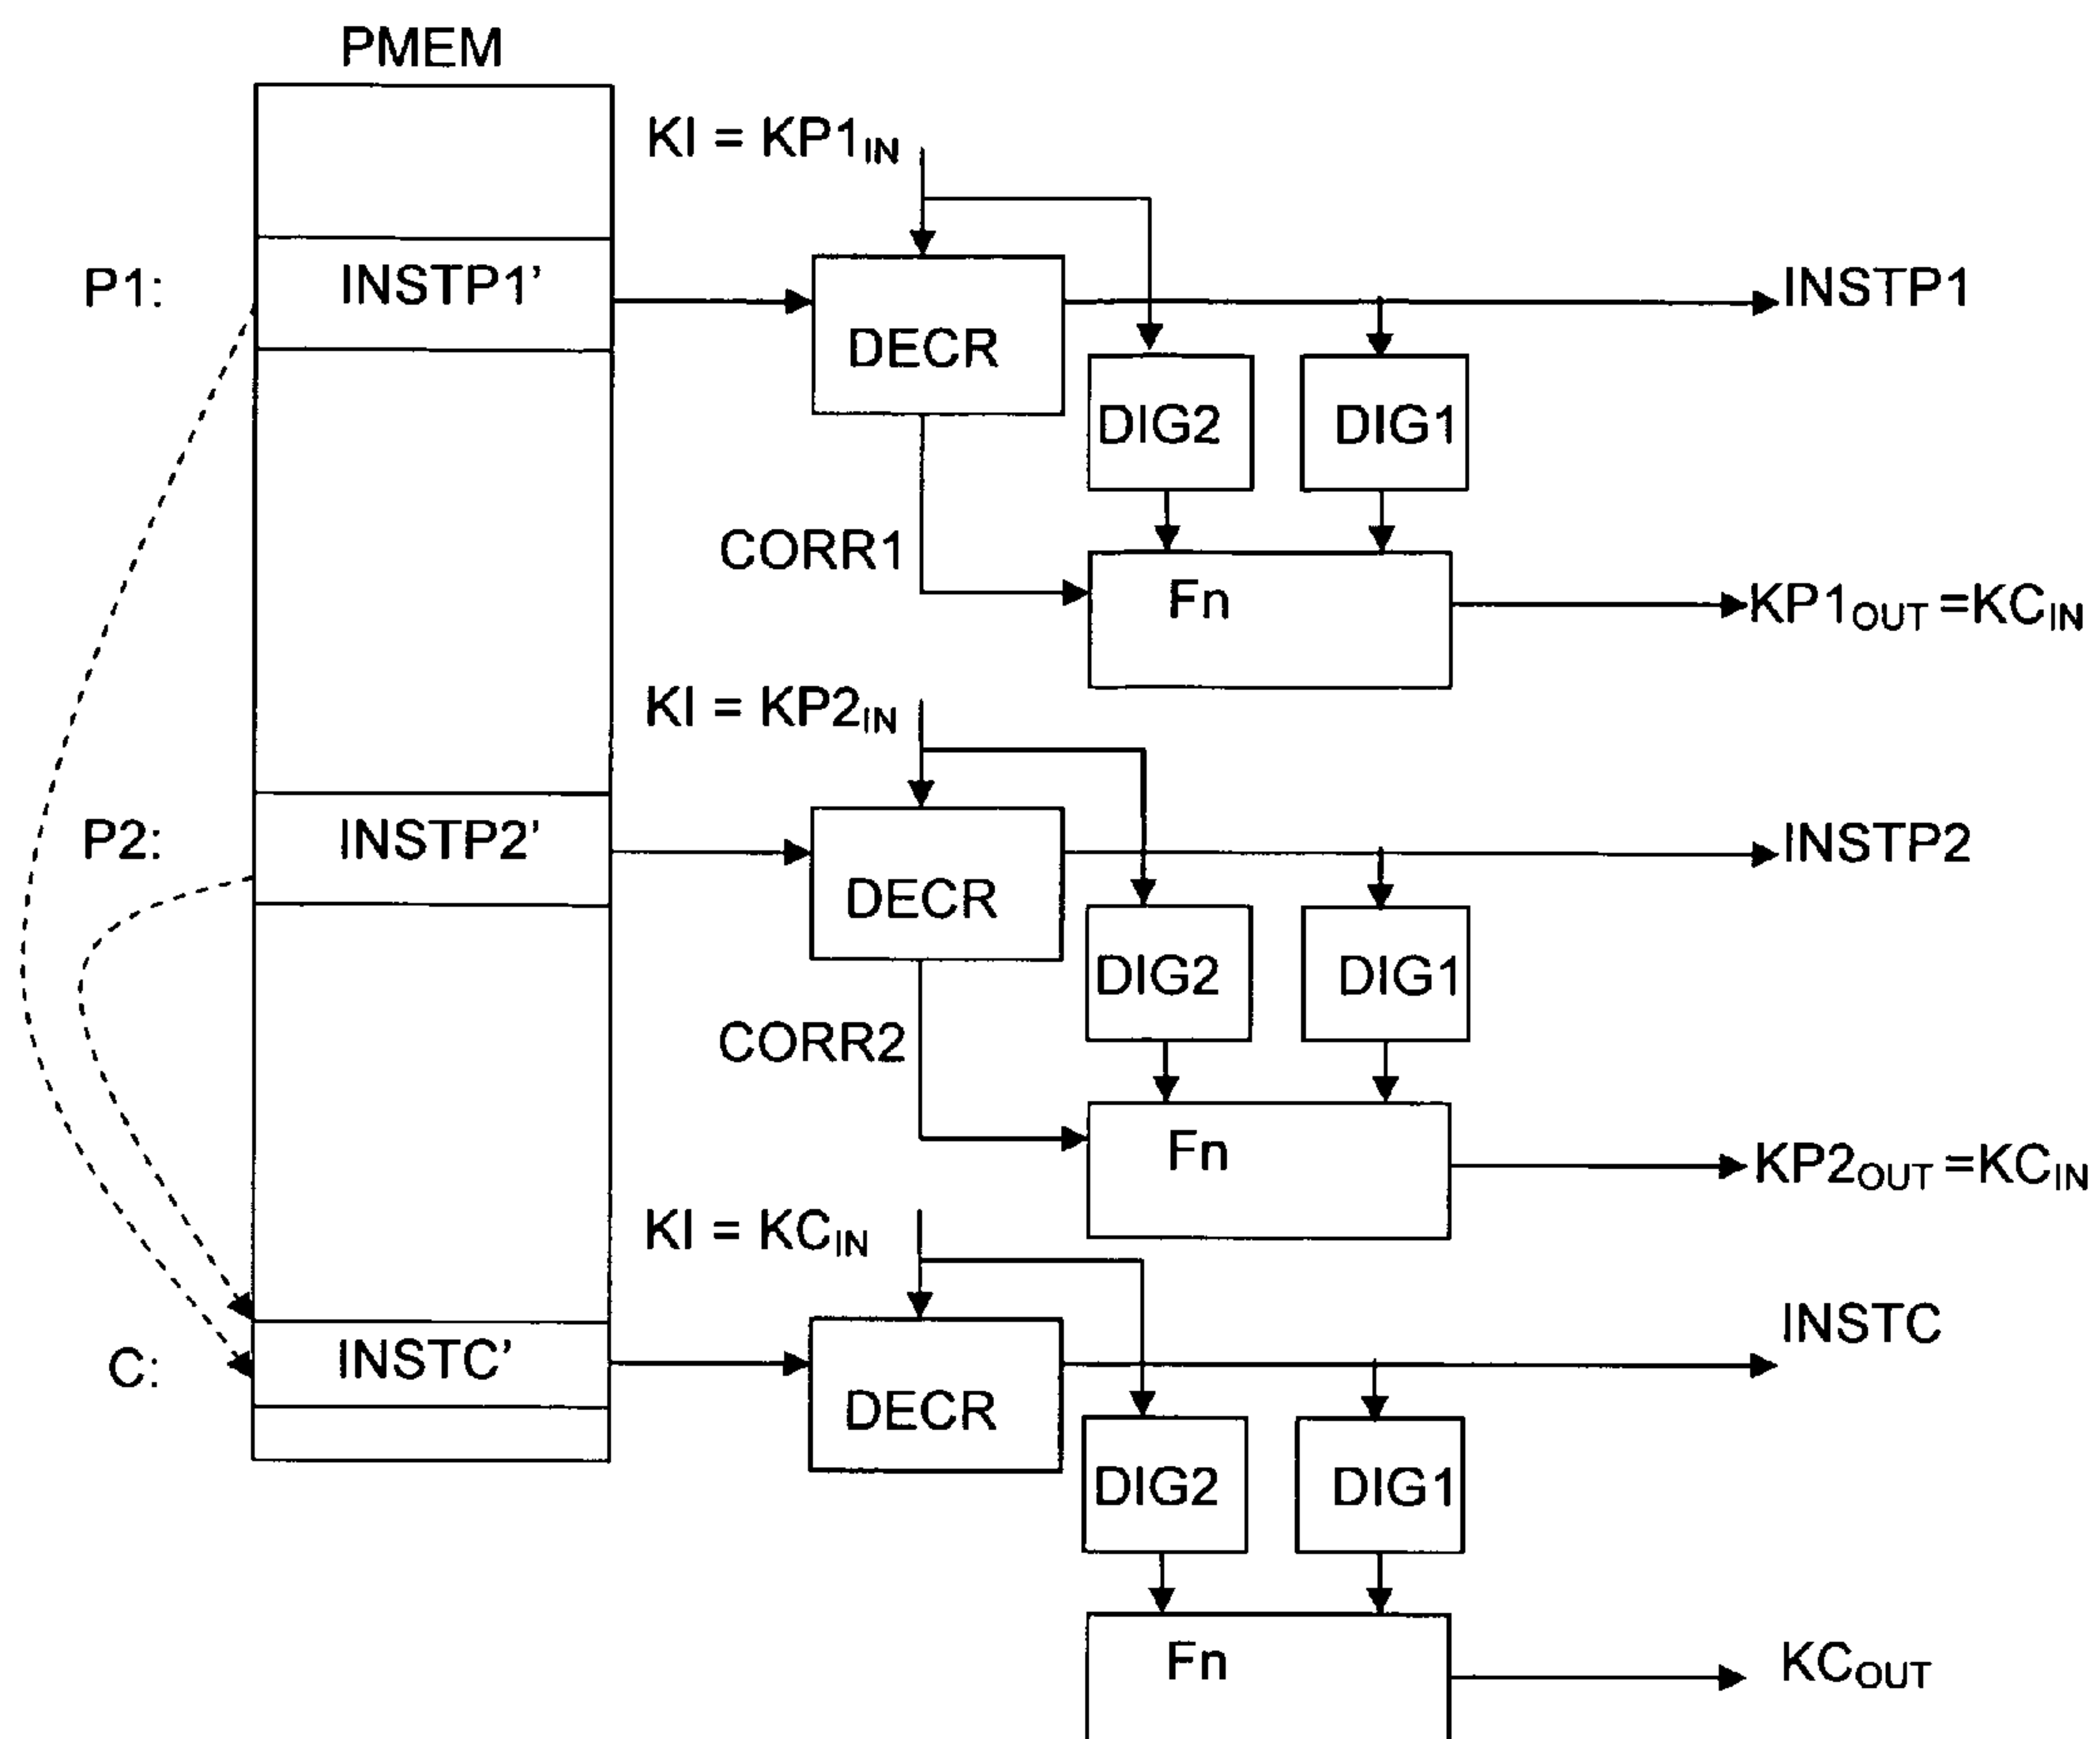 PMEM
KI = KP1IN
P1:
INSTP1'
INSTP1
DECR
DIG2
DIG1
CORR1
Fn
KP1OUT =KCIN
KI = KP2IN
P2:
INSTP2'
INSTP2
DECR
DIG2
DIG1
CORR2
Fn
KP2OUT =KCIN
KI = KCIN
INSTC
C:
INSTC'
DECR
DIG2
DIG1
Fn
KCOUT